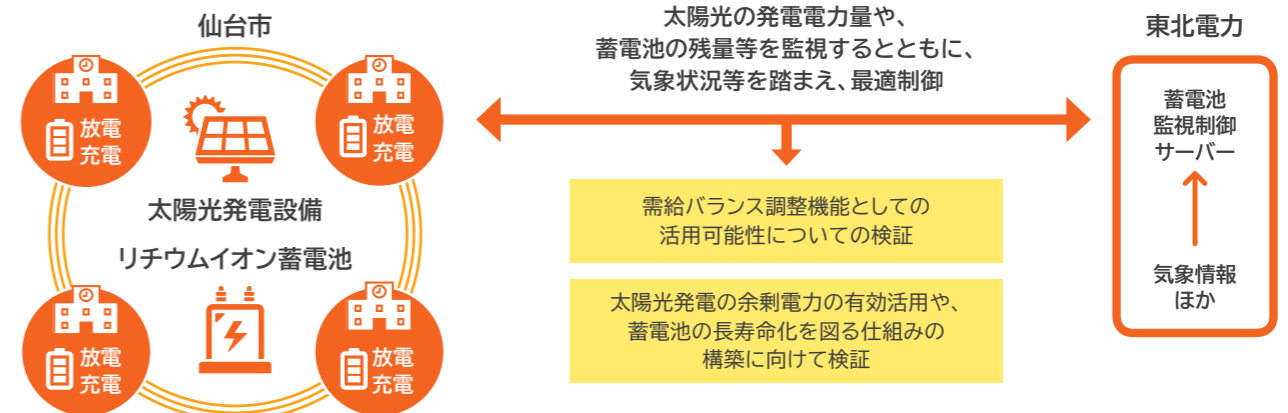 仙台市
放電
充電
放電
充電
太陽光発電設備
リチウムイオン蓄電池
放電
充電
放電
充電
太陽光の発電電力量や、
蓄電池の残量等を監視するとともに、
気象状況等を踏まえ、最適制御
需給バランス調整機能としての
活用可能性についての検証
太陽光発電の余剰電力の有効活用や、
蓄電池の長寿命化を図る仕組みの
構築に向けて検証
東北電力
蓄電池
監視制御
サーバー
気象情報
ほか